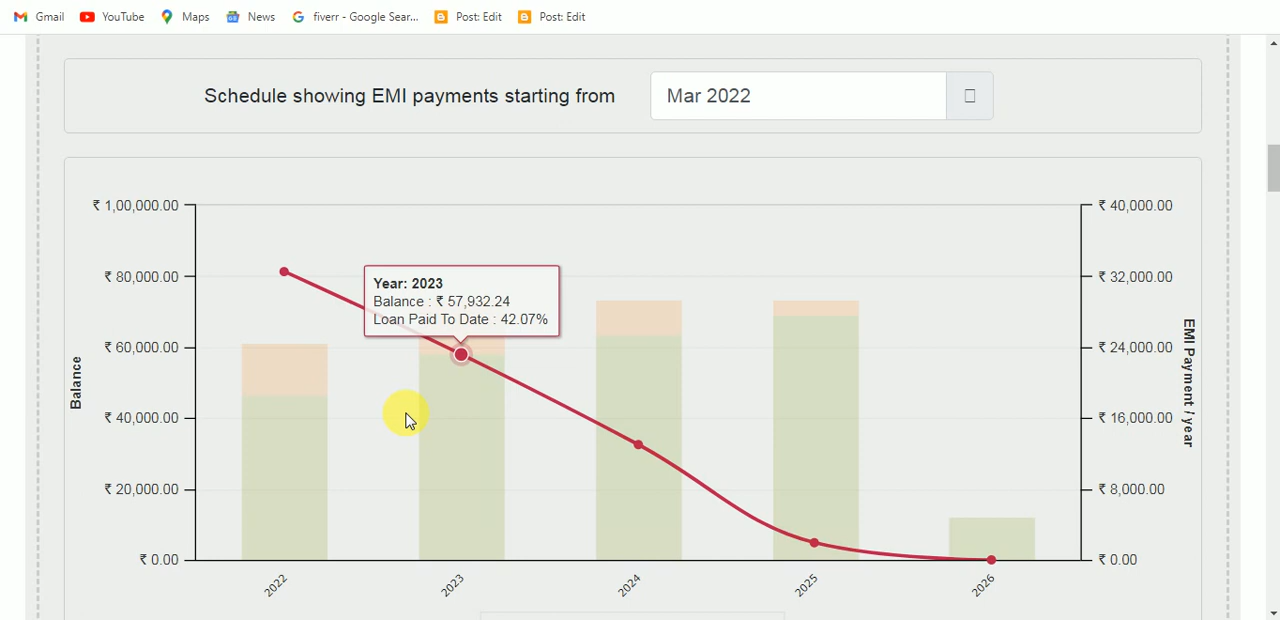 Gmail YouTube Maps News fiverr - Google Sear... Post: Edit Post: Edit
Schedule showing EMI payments starting from Mar 2022
₹ 1,00,000.00 ₹ 40,000.00
₹ 80,000.00 ₹ 32,000.00
Year: 2023
Balance : ₹ 57,932.24
Loan Paid To Date : 42.07%
₹ 60,000.00 ₹ 24,000.00
Balance
EMI Payment / year
₹ 40,000.00 ₹ 16,000.00
₹ 20,000.00 ₹ 8,000.00
₹ 0.00 ₹ 0.00
2022 2023 2024 2025 2026